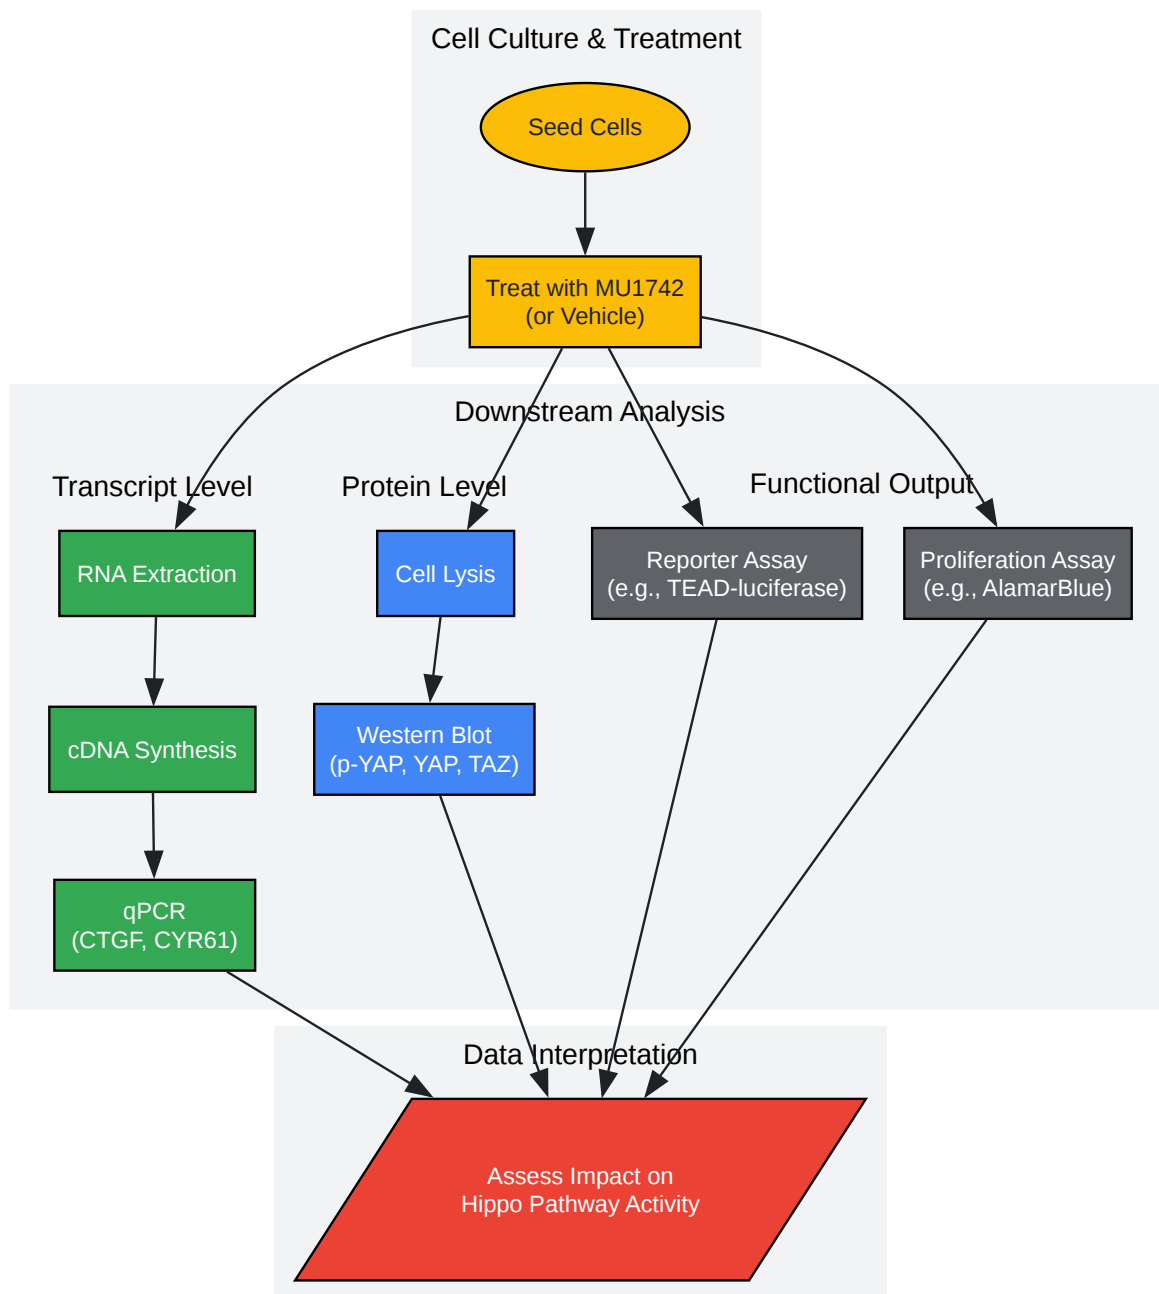 Cell Culture & Treatment
Seed Cells
Treat with MU1742
(or Vehicle)
Downstream Analysis
Transcript Level
Protein Level
Functional Output
RNA Extraction
Cell Lysis
Reporter Assay
(e.g., TEAD-luciferase)
Proliferation Assay
(e.g., AlamarBlue)
cDNA Synthesis
Western Blot
(p-YAP, YAP, TAZ)
qPCR
(CTGF, CYR61)
Data Interpretation
Assess Impact on
Hippo Pathway Activity